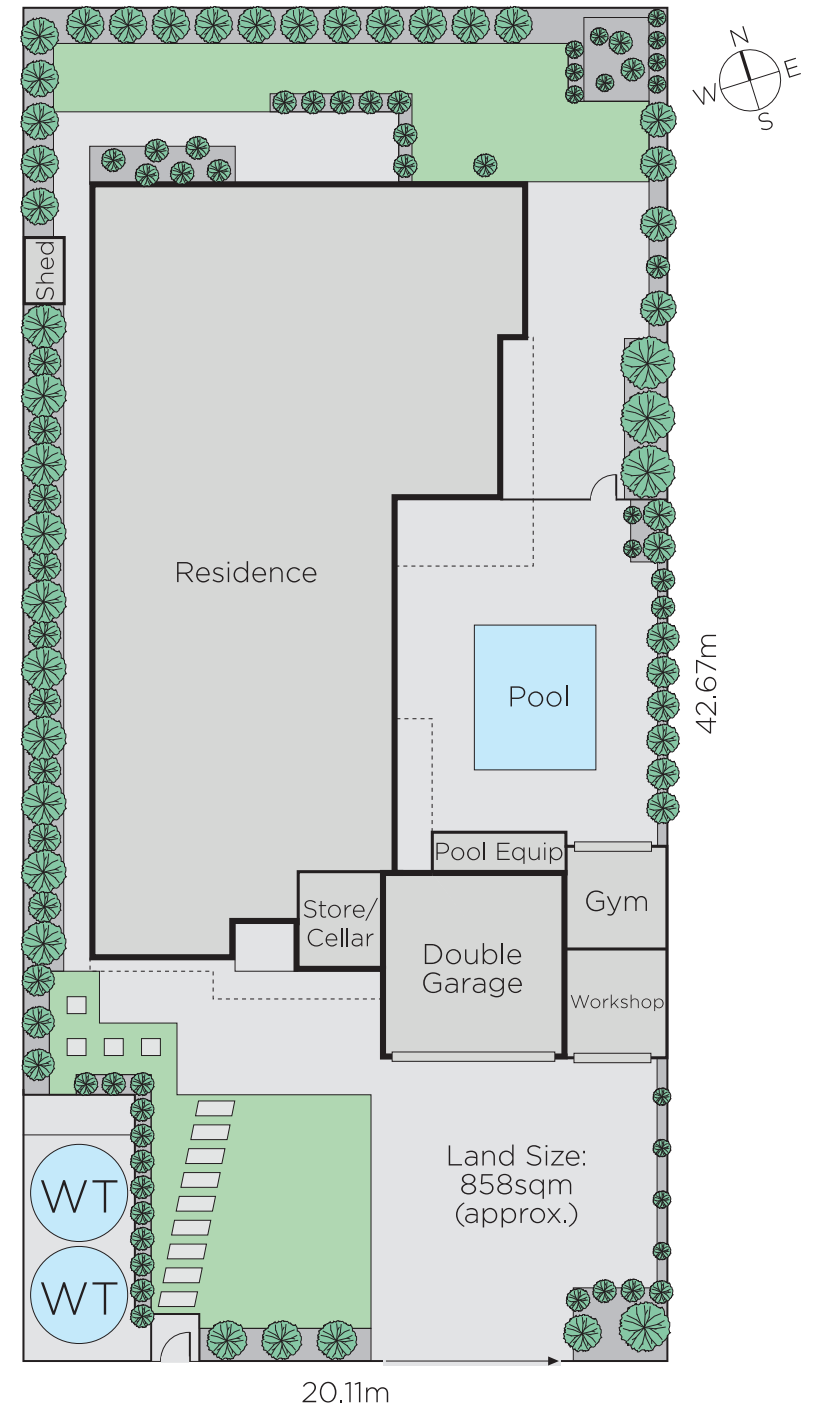 N
W
E
S
Shed
Residence
Pool
42.67m
Pool Equip
Gym
Store/
Cellar
Double
Garage
Workshop
Land Size:
858sqm
(approx.)
WT
WT
20.11m